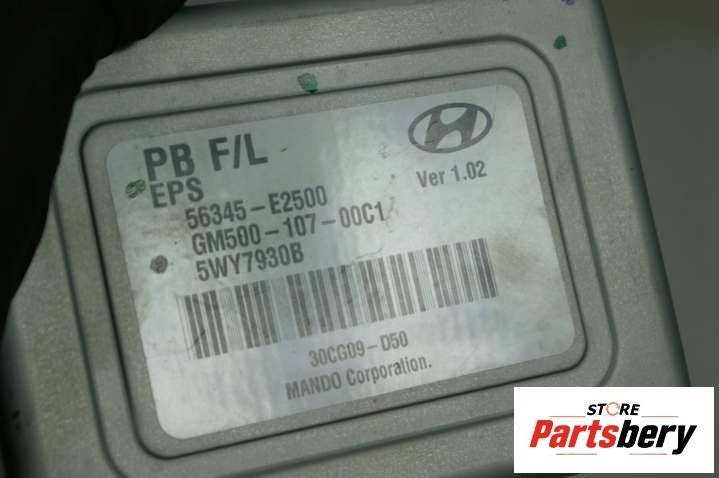 PB F/L
EPS
Ver 1.02
56345-E2500
GM500-107-00C1
5WY7930B
30CG09-D50
MANDO Corporation.
STORE
Partsbery